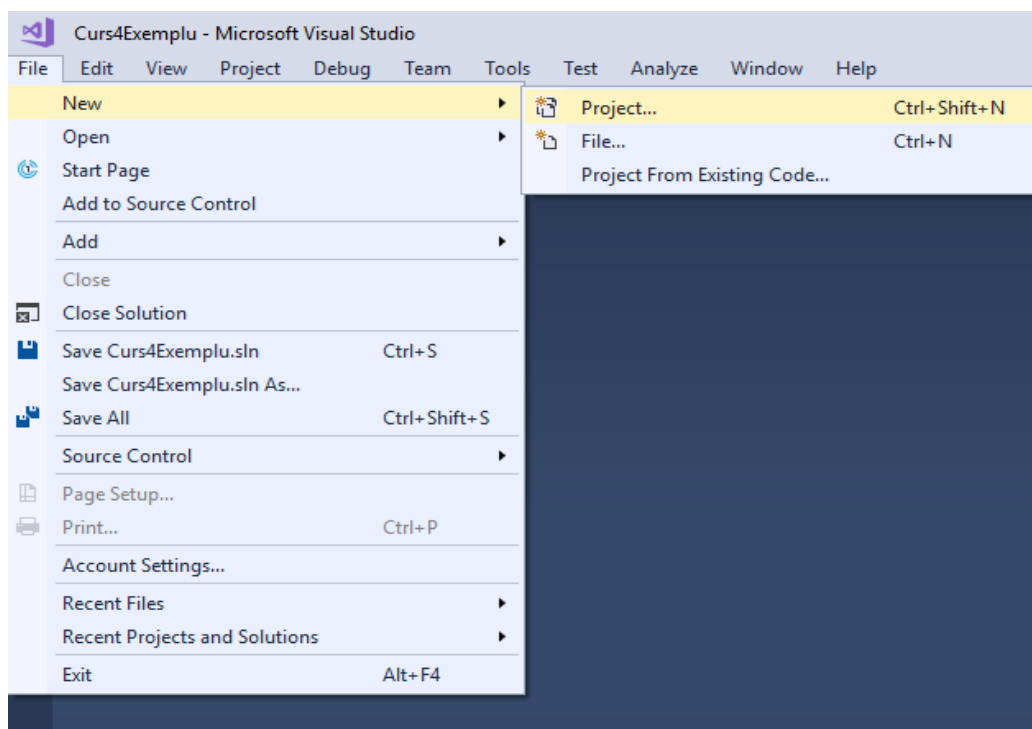 Curs4Exemplu - Microsoft Visual Studio
File Edit View Project Debug Team Tools Test Analyze Window Help
New
Project... Ctrl+Shift+N
Open
File... Ctrl+N
Start Page
Project From Existing Code...
Add to Source Control
Add
Close
Close Solution
Save Curs4Exemplu.sln Ctrl+S
Save Curs4Exemplu.sln As...
Save All Ctrl+Shift+S
Source Control
Page Setup...
Print... Ctrl+P
Account Settings...
Recent Files
Recent Projects and Solutions
Exit Alt+F4